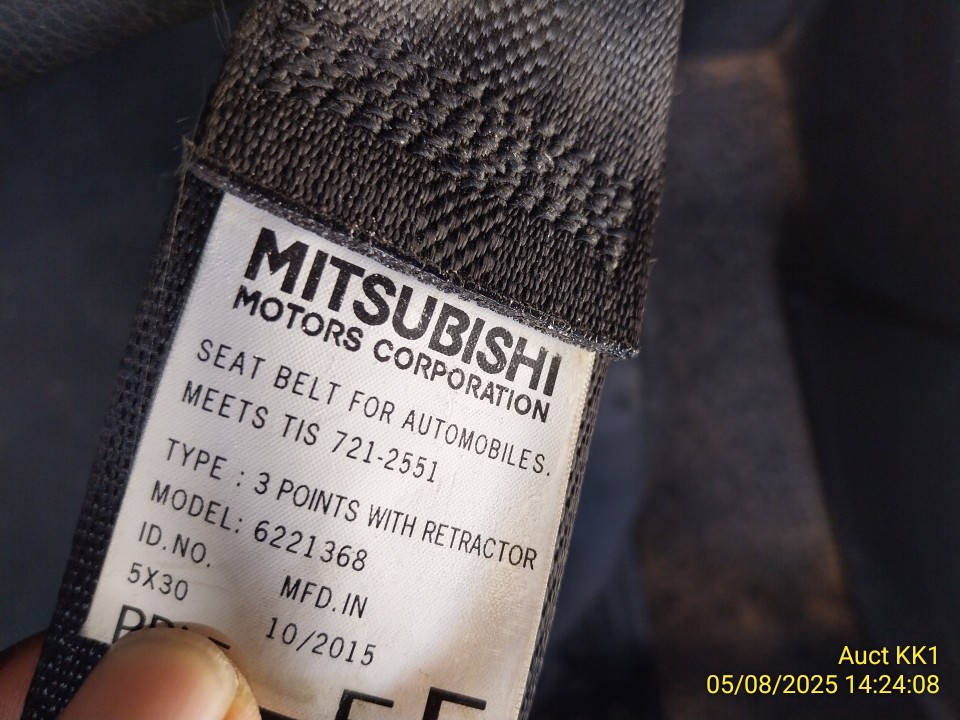 MITSUBISHI
MOTORS CORPORATION
SEAT BELT FOR AUTOMOBILES.
MEETS TIS 721-2551
TYPE : 3 POINTS WITH RETRACTOR
MODEL: 6221368
ID.NO. MFD.IN
5X30 10/2015
Auct KK1
05/08/2025 14:24:08